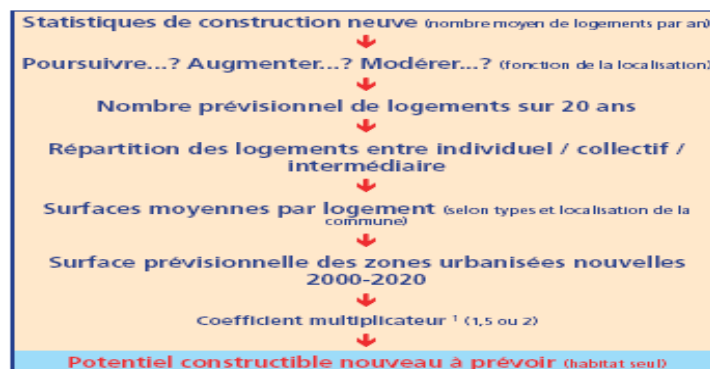 Statistiques de construction neuve (nombre moyen de logements par an)
Poursuivre...? Augmenter...? Modérer...? (fonction de la localisation)
Nombre prévisionnel de logements sur 20 ans
Répartition des logements entre individuel / collectif /
intermédiaire
Surfaces moyennes par logement (selon types et localisation de la
commune)
Surface prévisionnelle des zones urbanisées nouvelles
2000-2020
Coefficient multiplicateur ¹ (1,5 ou 2)
Potentiel constructible nouveau à prévoir (habitat seul)